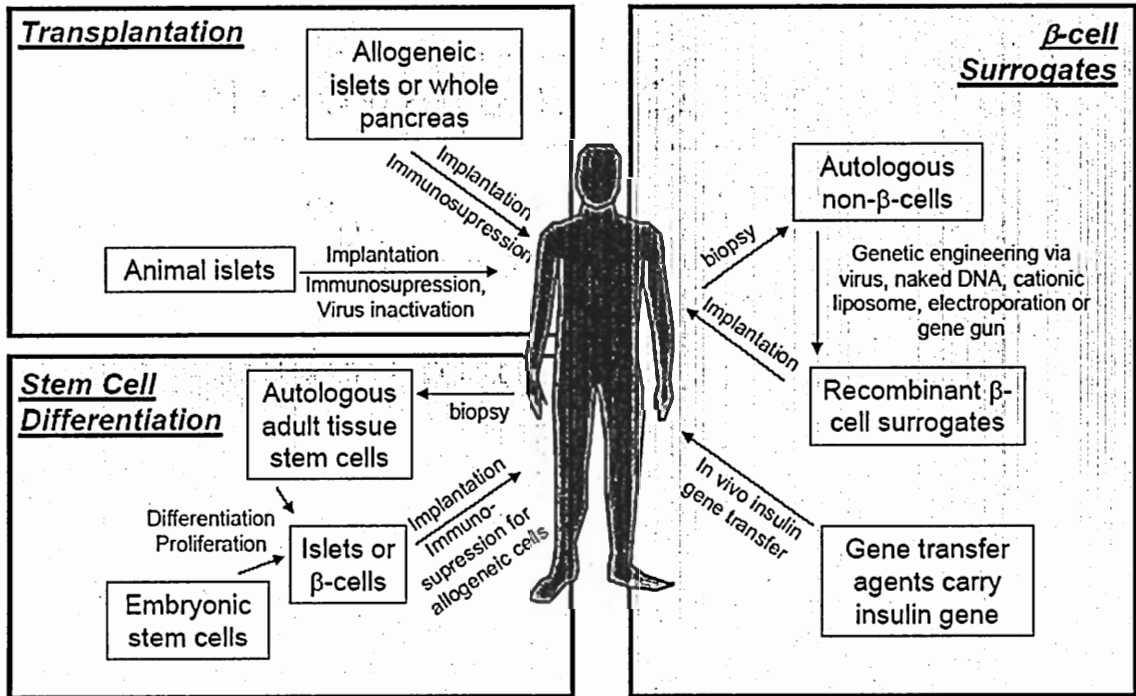 Transplantation
Allogeneic
islets or whole
pancreas
Implantation
Immunosupression
Animal islets
Implantation
Immunosupression,
Virus inactivation
Stem Cell
Differentiation
Autologous
adult tissue
stem cells
biopsy
Differentiation
Proliferation
Islets or
β-cells
Embryonic
stem cells
Implantation
Immuno-
supression for
allogeneic cells
β-cell
Surrogates
Autologous
non-β-cells
biopsy
Genetic engineering via
virus, naked DNA, cationic
liposome, electroporation or
gene gun
Implantation
Recombinant β-
cell surrogates
In vivo insulin
gene transfer
Gene transfer
agents carry
insulin gene